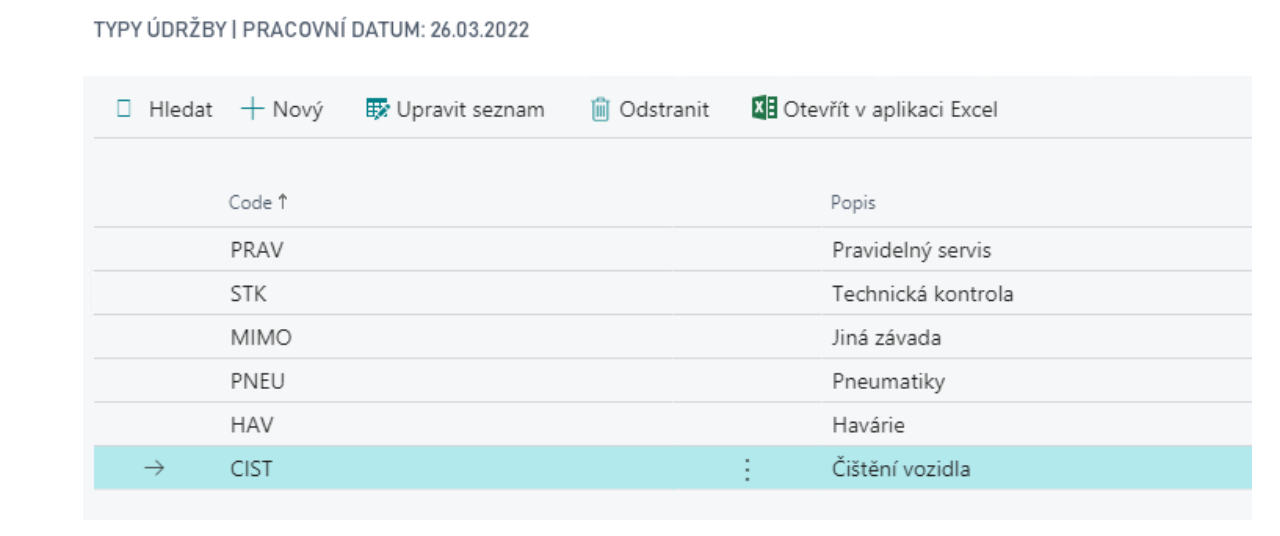 TYPY ÚDRŽBY | PRACOVNÍ DATUM: 26.03.2022
Hledat Nový Upravit seznam Odstranit Otevřít v aplikaci Excel
Code ↑ Popis
PRAV Pravidelný servis
STK Technická kontrola
MIMO Jiná závada
PNEU Pneumatiky
HAV Havárie
CIST Čištění vozidla